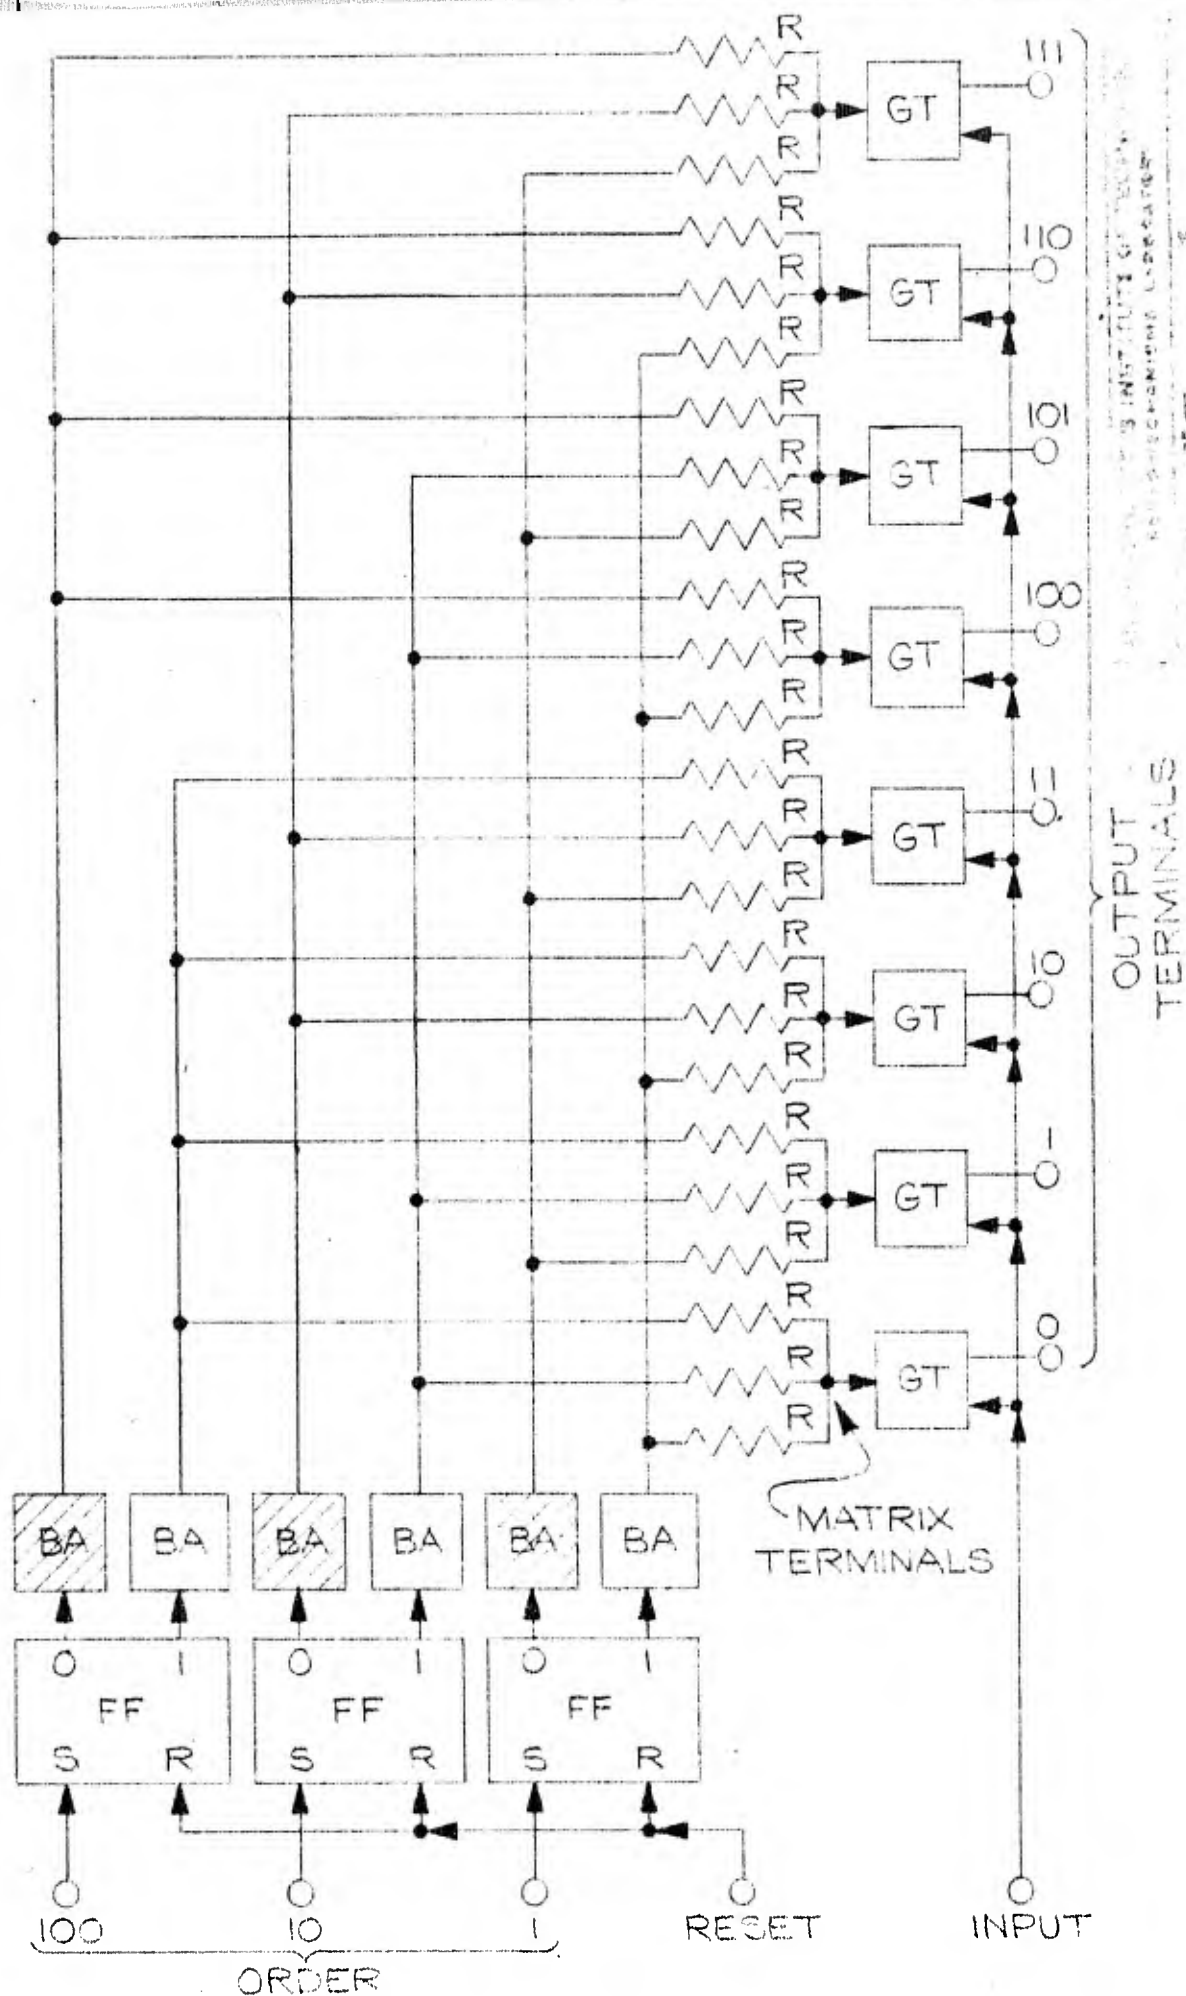 R
R
R
GT
111
R
R
R
GT
110
R
R
R
GT
101
R
R
R
GT
100
R
R
R
GT
11
R
R
R
GT
10
R
R
R
GT
1
R
R
R
GT
0
OUTPUT
TERMINALS
MATRIX
TERMINALS
BA BA BA BA BA BA
0 1 0 1 0 1
FF FF FF
S R S R S R
100 10 1 RESET INPUT
ORDER
INSTITUTE OF